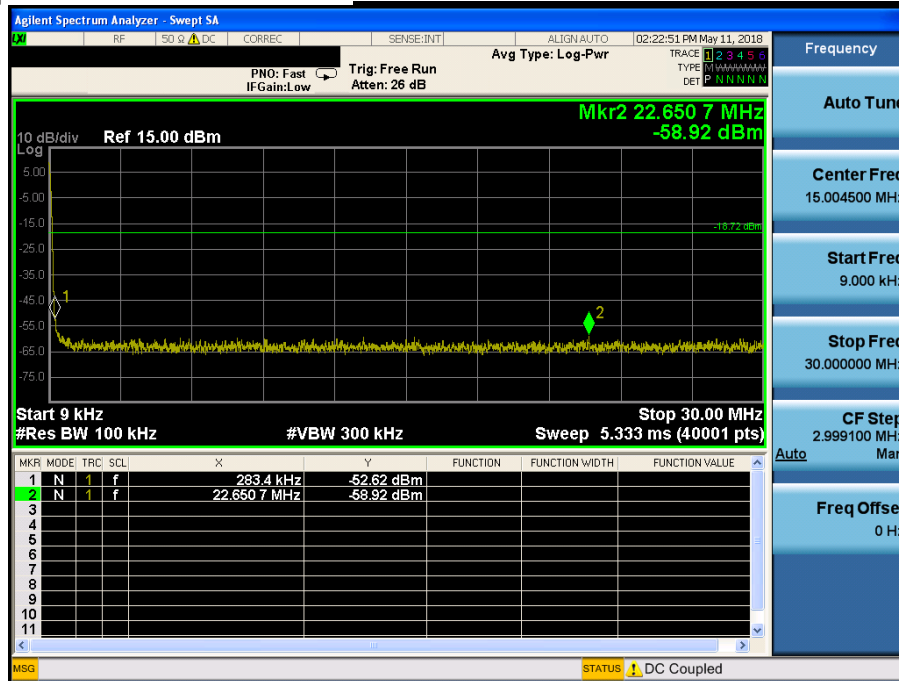 Agilent Spectrum Analyzer - Swept SA
LXI RF 50 Ω DC CORREC SENSE:INT ALIGN AUTO 02:22:51 PM May 11, 2018
PNO: Fast Trig: Free Run Avg Type: Log-Pwr TRACE 1 2 3 4 5 6
IFGain:Low Atten: 26 dB TYPE M WWWWW
DET P N N N N N
Mkr2 22.650 7 MHz
10 dB/div Ref 15.00 dBm -58.92 dBm
Log
5.00
-5.00
-15.0
-18.72 dBm
-25.0
-35.0
-45.0
1
2
-55.0
-65.0
-75.0
Start 9 kHz Stop 30.00 MHz
#Res BW 100 kHz #VBW 300 kHz Sweep 5.333 ms (40001 pts)
MKR MODE TRC SCL X Y FUNCTION FUNCTION WIDTH FUNCTION VALUE
1 N 1 f 283.4 kHz -52.62 dBm
2 N 1 f 22.650 7 MHz -58.92 dBm
3
4
5
6
7
8
9
10
11
MSG STATUS DC Coupled
Frequency
Auto Tune
Center Freq
15.004500 MHz
Start Freq
9.000 kHz
Stop Freq
30.000000 MHz
CF Step
2.999100 MHz
Auto Man
Freq Offset
0 Hz